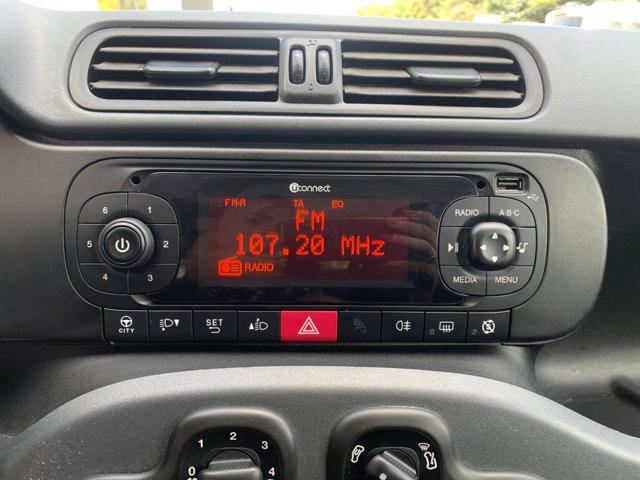 uconnect
FM-A TA EQ
FM
107.20 MHz
RADIO
6 1
5 2
4 3
RADIO A·B·C
MEDIA MENU
CITY
SET
2
1 3
0 4